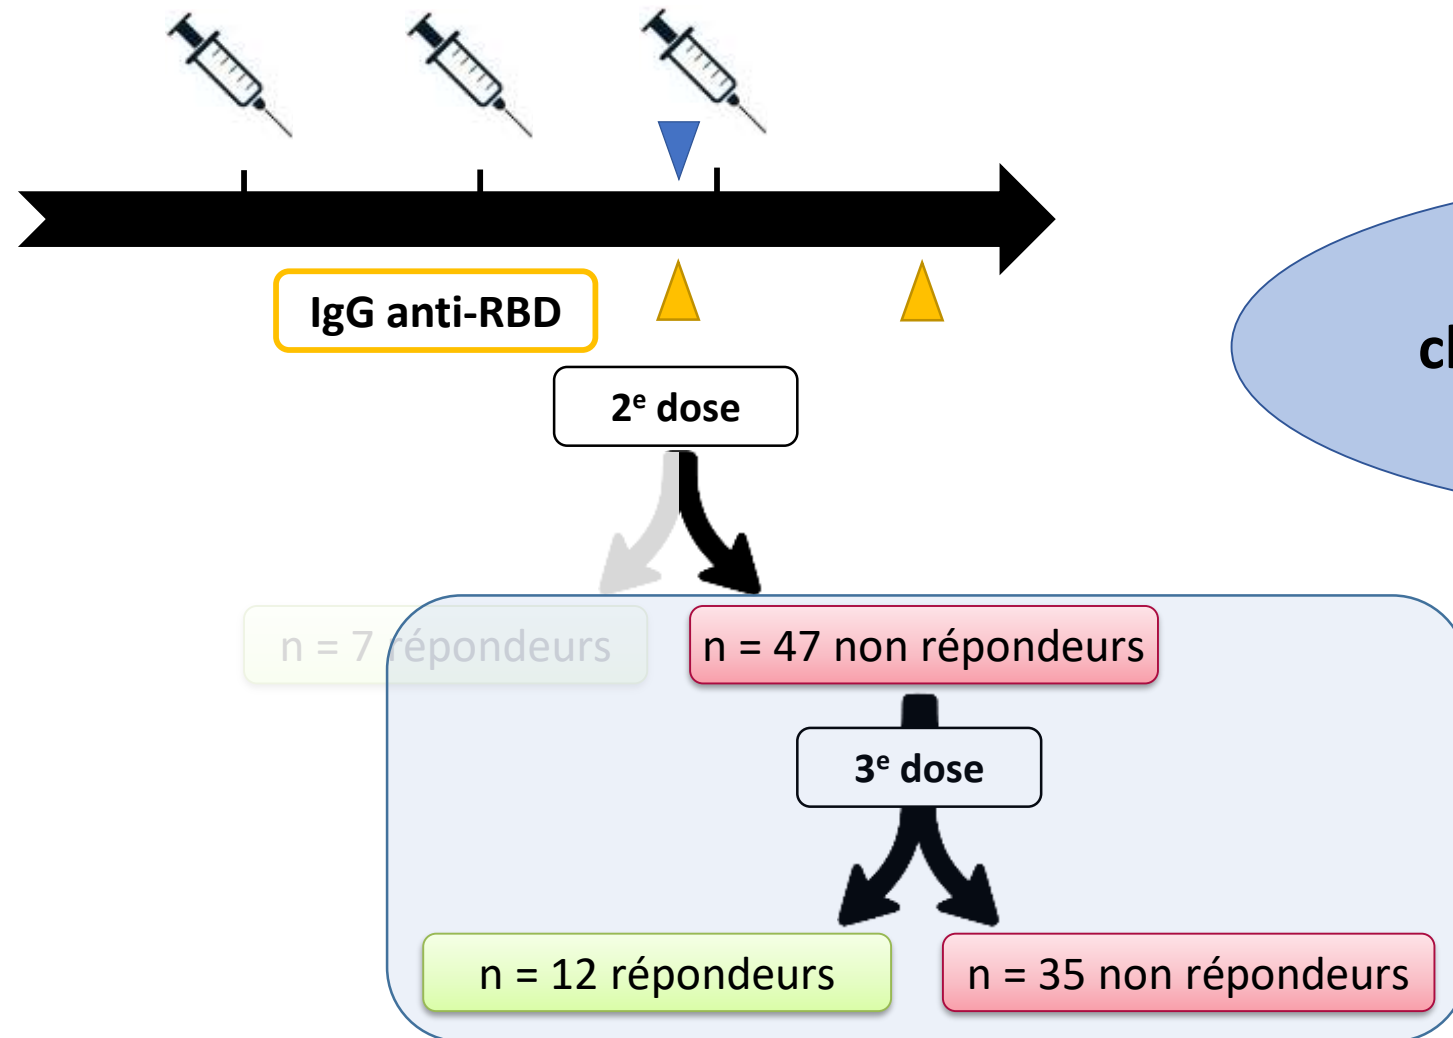 IgG anti-RBD
2e dose
n = 7 répondeurs
n = 47 non répondeurs
3e dose
n = 12 répondeurs
n = 35 non répondeurs